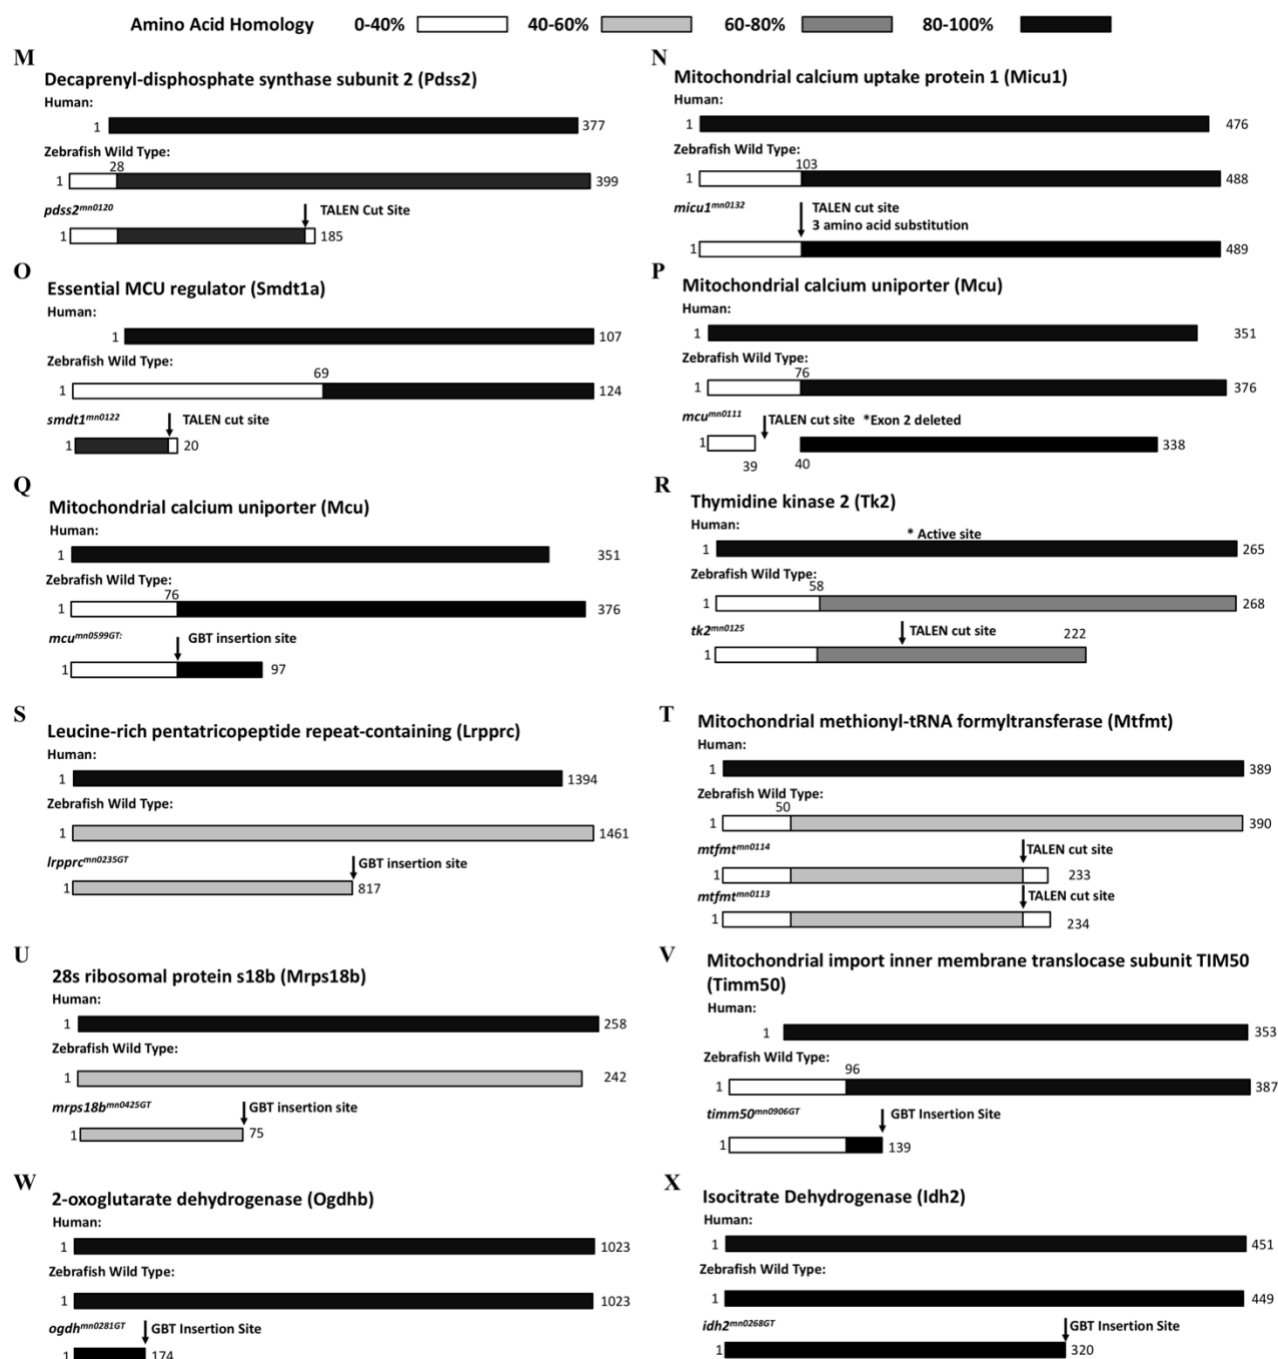 Amino Acid Homology 0-40% 40-60% 60-80% 80-100%
M
Decaprenyl-disphosphate synthase subunit 2 (Pdss2)
Human:
1 377
Zebrafish Wild Type:
28
1 399
pdss2mn0120 TALEN Cut Site
1 185
N
Mitochondrial calcium uptake protein 1 (Micu1)
Human:
1 476
Zebrafish Wild Type:
103
1 488
micu1mn0132 TALEN cut site
3 amino acid substitution
1 489
O
Essential MCU regulator (Smdt1a)
Human:
1 107
Zebrafish Wild Type:
69
1 124
smdt1mn0122 TALEN cut site
1 20
P
Mitochondrial calcium uniporter (Mcu)
Human:
1 351
Zebrafish Wild Type:
76
1 376
mcumn0111 TALEN cut site *Exon 2 deleted
1 338
39 40
Q
Mitochondrial calcium uniporter (Mcu)
Human:
1 351
Zebrafish Wild Type:
76
1 376
mcumn0599GT: GBT insertion site
1 97
R
Thymidine kinase 2 (Tk2)
Human:
* Active site
1 265
Zebrafish Wild Type:
58
1 268
tk2mn0125 TALEN cut site 222
1
S
Leucine-rich pentatricopeptide repeat-containing (Lrpprc)
Human:
1 1394
Zebrafish Wild Type:
1 1461
lrpprcmn0235GT GBT insertion site
1 817
T
Mitochondrial methionyl-tRNA formyltransferase (Mtfmt)
Human:
1 389
Zebrafish Wild Type:
50
1 390
mtfmtmn0114 TALEN cut site
1 233
mtfmtmn0113 TALEN cut site
1 234
U
28s ribosomal protein s18b (Mrps18b)
Human:
1 258
Zebrafish Wild Type:
1 242
mrps18bmn0425GT GBT insertion site
1 75
V
Mitochondrial import inner membrane translocase subunit TIM50
(Timm50)
Human:
1 353
Zebrafish Wild Type:
96
1 387
timm50mn0906GT GBT Insertion Site
1 139
W
2-oxoglutarate dehydrogenase (Ogdhb)
Human:
1 1023
Zebrafish Wild Type:
1 1023
ogdhmn0281GT GBT Insertion Site
1 174
X
Isocitrate Dehydrogenase (Idh2)
Human:
1 451
Zebrafish Wild Type:
1 449
idh2mn0268GT GBT Insertion Site
1 320